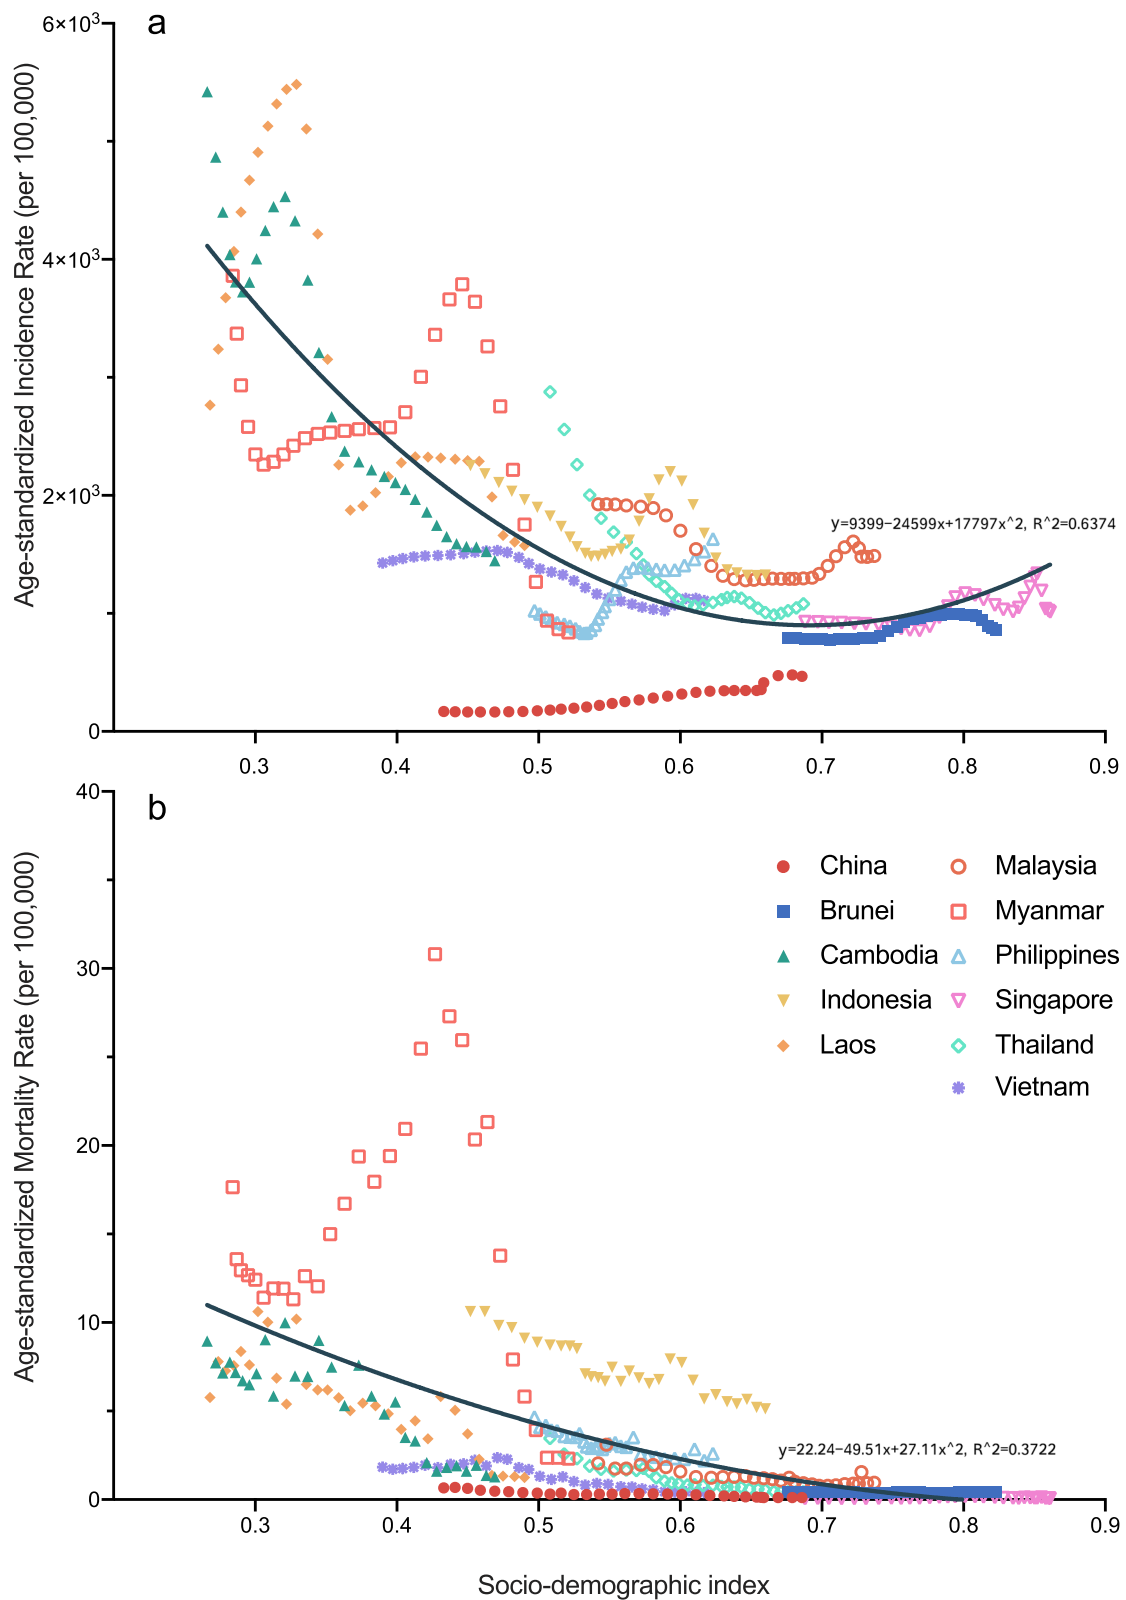 a
6×10³
4×10³
2×10³
0
Age-standardized Incidence Rate (per 100,000)
y=9399−24599x+17797x^2, R^2=0.6374
0.3 0.4 0.5 0.6 0.7 0.8 0.9
b
40
30
20
10
0
Age-standardized Mortality Rate (per 100,000)
China Malaysia
Brunei Myanmar
Cambodia Philippines
Indonesia Singapore
Laos Thailand
Vietnam
y=22.24−49.51x+27.11x^2, R^2=0.3722
0.3 0.4 0.5 0.6 0.7 0.8 0.9
Socio-demographic index